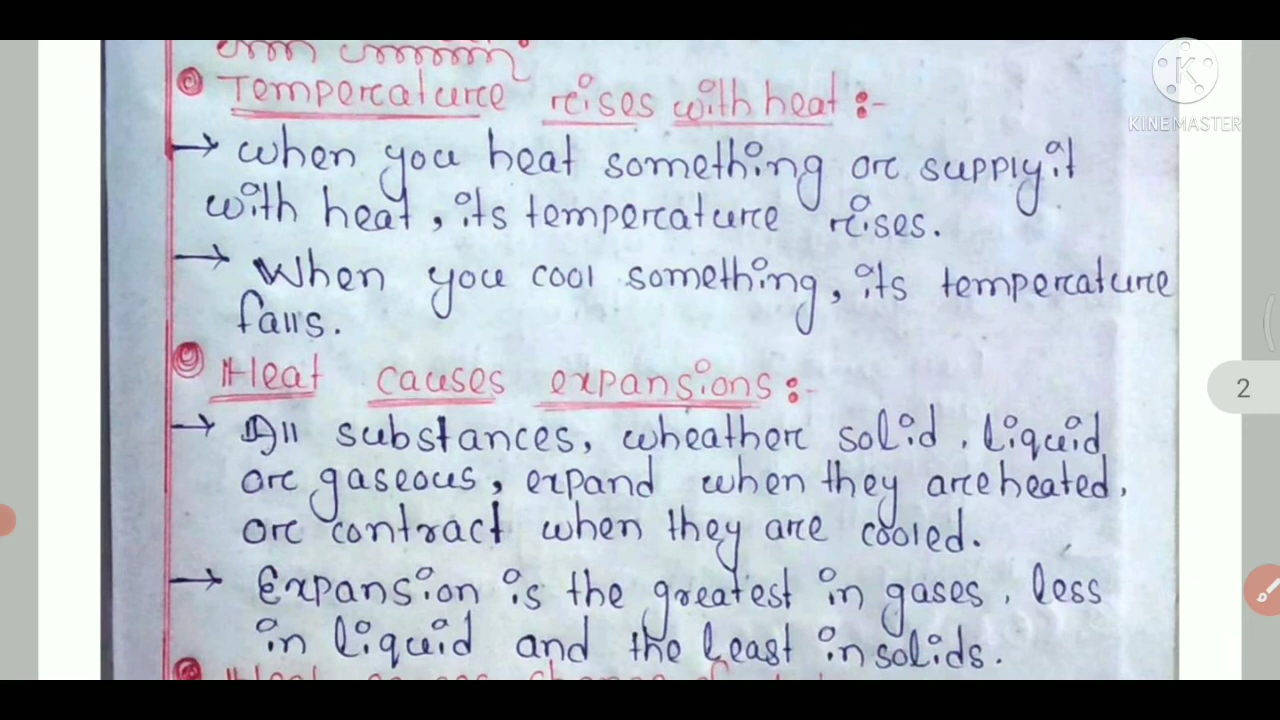 Temperature rises with heat :-
KINEMASTER
→ when you heat something or supply it
with heat, its temperature rises.
→ When you cool something, its temperature
falls.
2
Heat causes expansions :-
→ All substances, wheather solid, liquid
or gaseous, expand when they are heated,
or contract when they are cooled.
→ Expansion is the greatest in gases, less
in liquid and the least in solids.